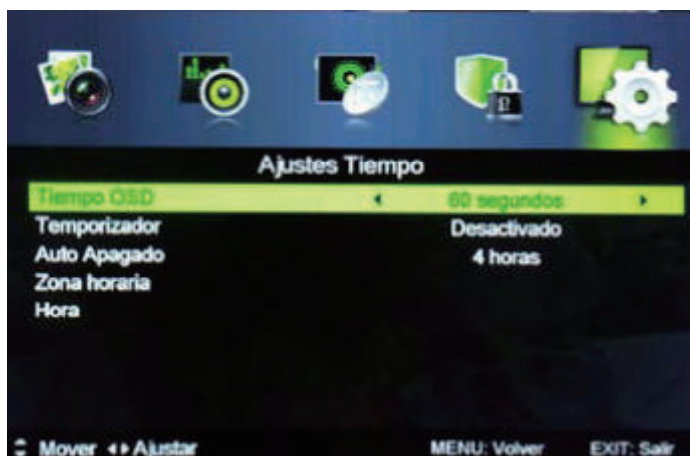 Ajustes Tiempo
Tiempo OSD 60 segundos
Temporizador Desactivado
Auto Apagado 4 horas
Zona horaria
Hora
Mover Ajustar MENU: Volver EXIT: Salir